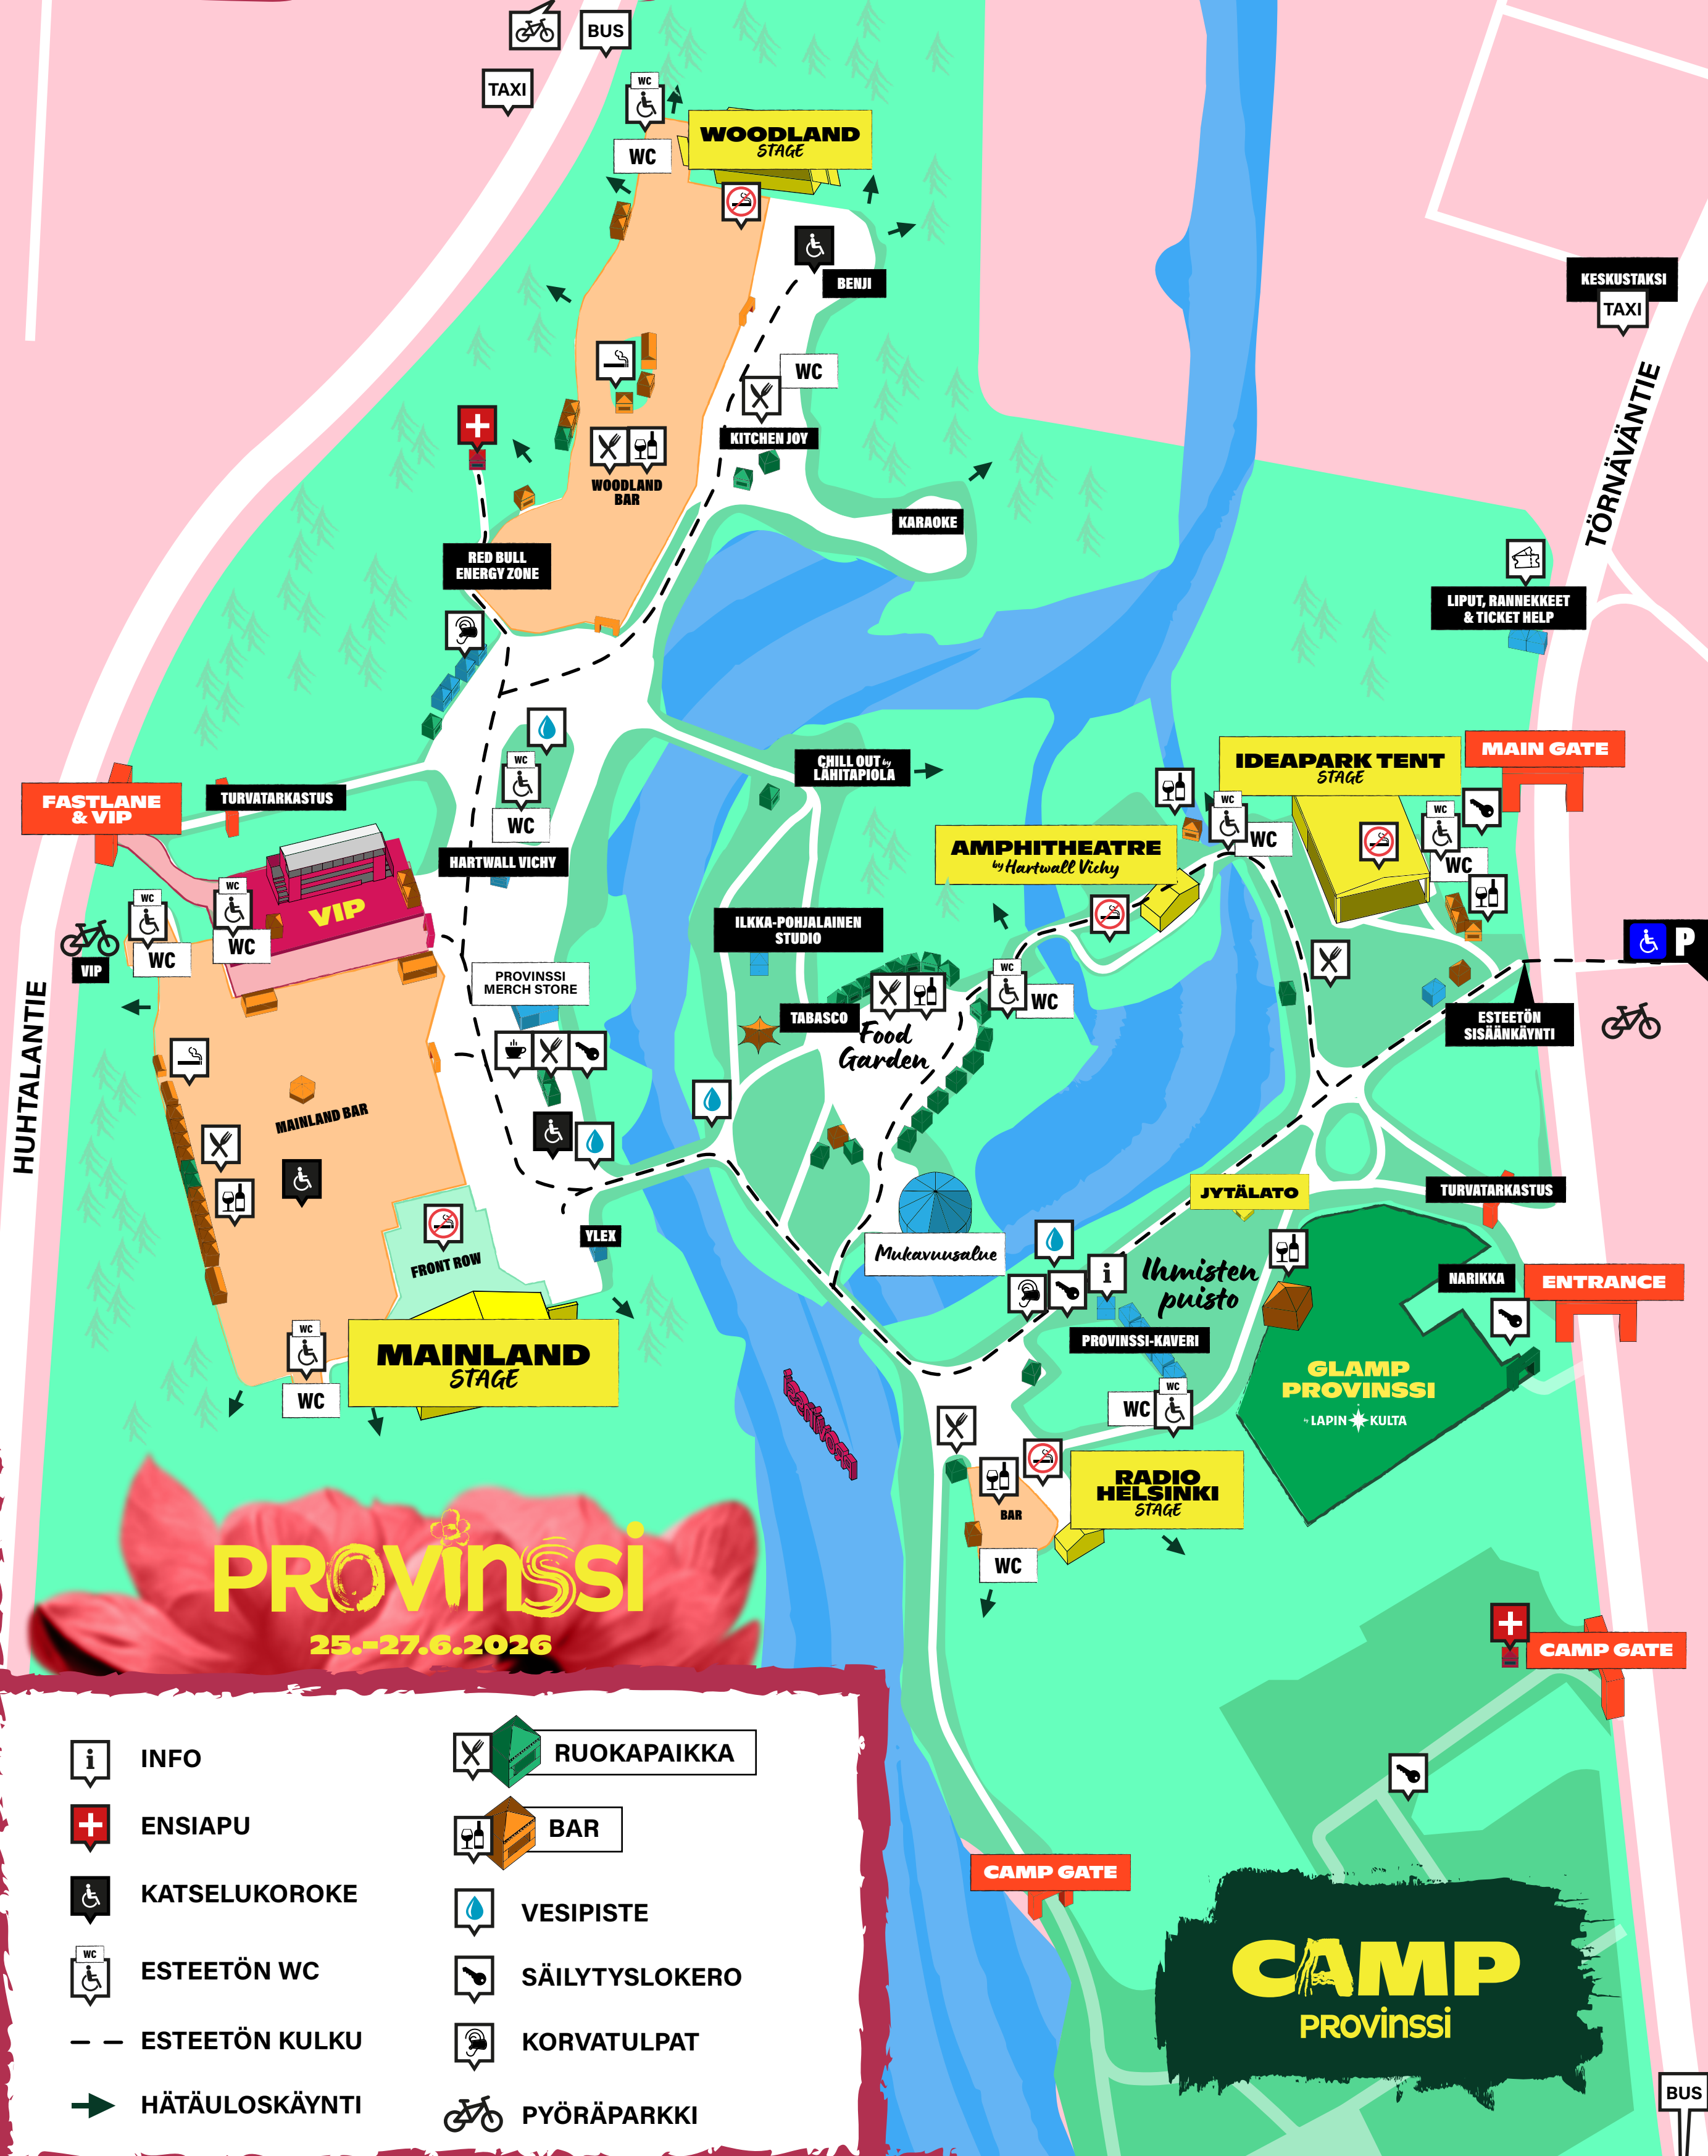 BUS
TAXI
WC
WC
WOODLAND
STAGE
BENJI
KESKUSTAKSI
TAXI
TÖRNÄVÄNTIE
WC
KITCHEN JOY
WOODLAND
BAR
KARAOKE
RED BULL
ENERGY ZONE
LIPUT, RANNEKKEET
& TICKET HELP
MAIN GATE
IDEAPARK TENT
STAGE
CHILL OUT by
LÄHITAPIOLA
FASTLANE
& VIP
TURVATARKASTUS
WC
WC
HARTWALL VICHY
AMPHITHEATRE
by Hartwall Vichy
WC
WC
WC
WC
VIP
WC
WC
WC
WC
VIP
ILKKA-POHJALAINEN
STUDIO
P
HUHTALANTIE
PROVINSSI
MERCH STORE
WC
WC
TABASCO
Food
Garden
ESTEETÖN
SISÄÄNKÄYNTI
MAINLAND BAR
JYTÄLATO
TURVATARKASTUS
YLEX
FRONT ROW
Mukavuusalue
i
Ihmisten
puisto
NARIKKA
ENTRANCE
PROVINSSI-KAVERI
WC
WC
MAINLAND
STAGE
provinssi
GLAMP
PROVINSSI
by LAPIN KULTA
WC
WC
RADIO
HELSINKI
STAGE
BAR
WC
PROVINSSI
25.-27.6.2026
CAMP GATE
CAMP GATE
CAMP
PROVINSSI
BUS
i INFO
ENSIAPU
KATSELUKOROKE
WC
ESTEETÖN WC
ESTEETÖN KULKU
HÄTÄULOSKÄYNTI
RUOKAPAIKKA
BAR
VESIPISTE
SÄILYTYSLOKERO
KORVATULPAT
PYÖRÄPARKKI